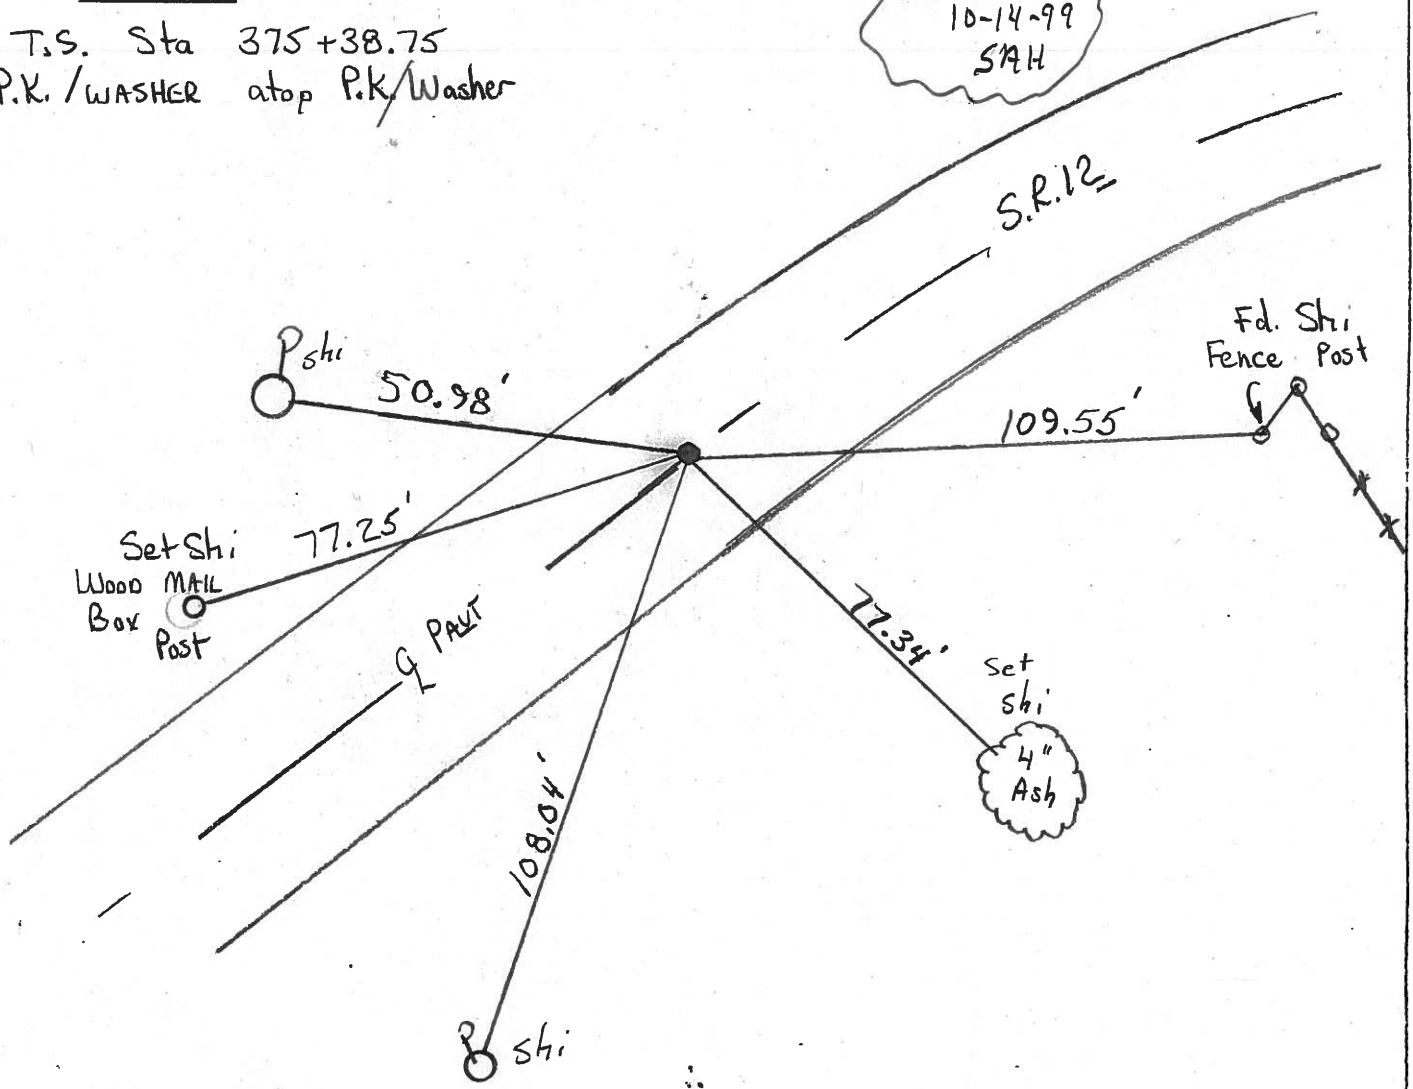 T.S. Sta 375+38.75
P.K./WASHER atop P.K/Washer
10-14-99
SAH
S.R.12
P shi
50.98'
Fd. Shi
Fence Post
109.55'
Set Shi
Wood MAIL
Box
Post
77.25'
℄ PAVT
77.34'
Set
shi
4"
Ash
108.04'
P shi